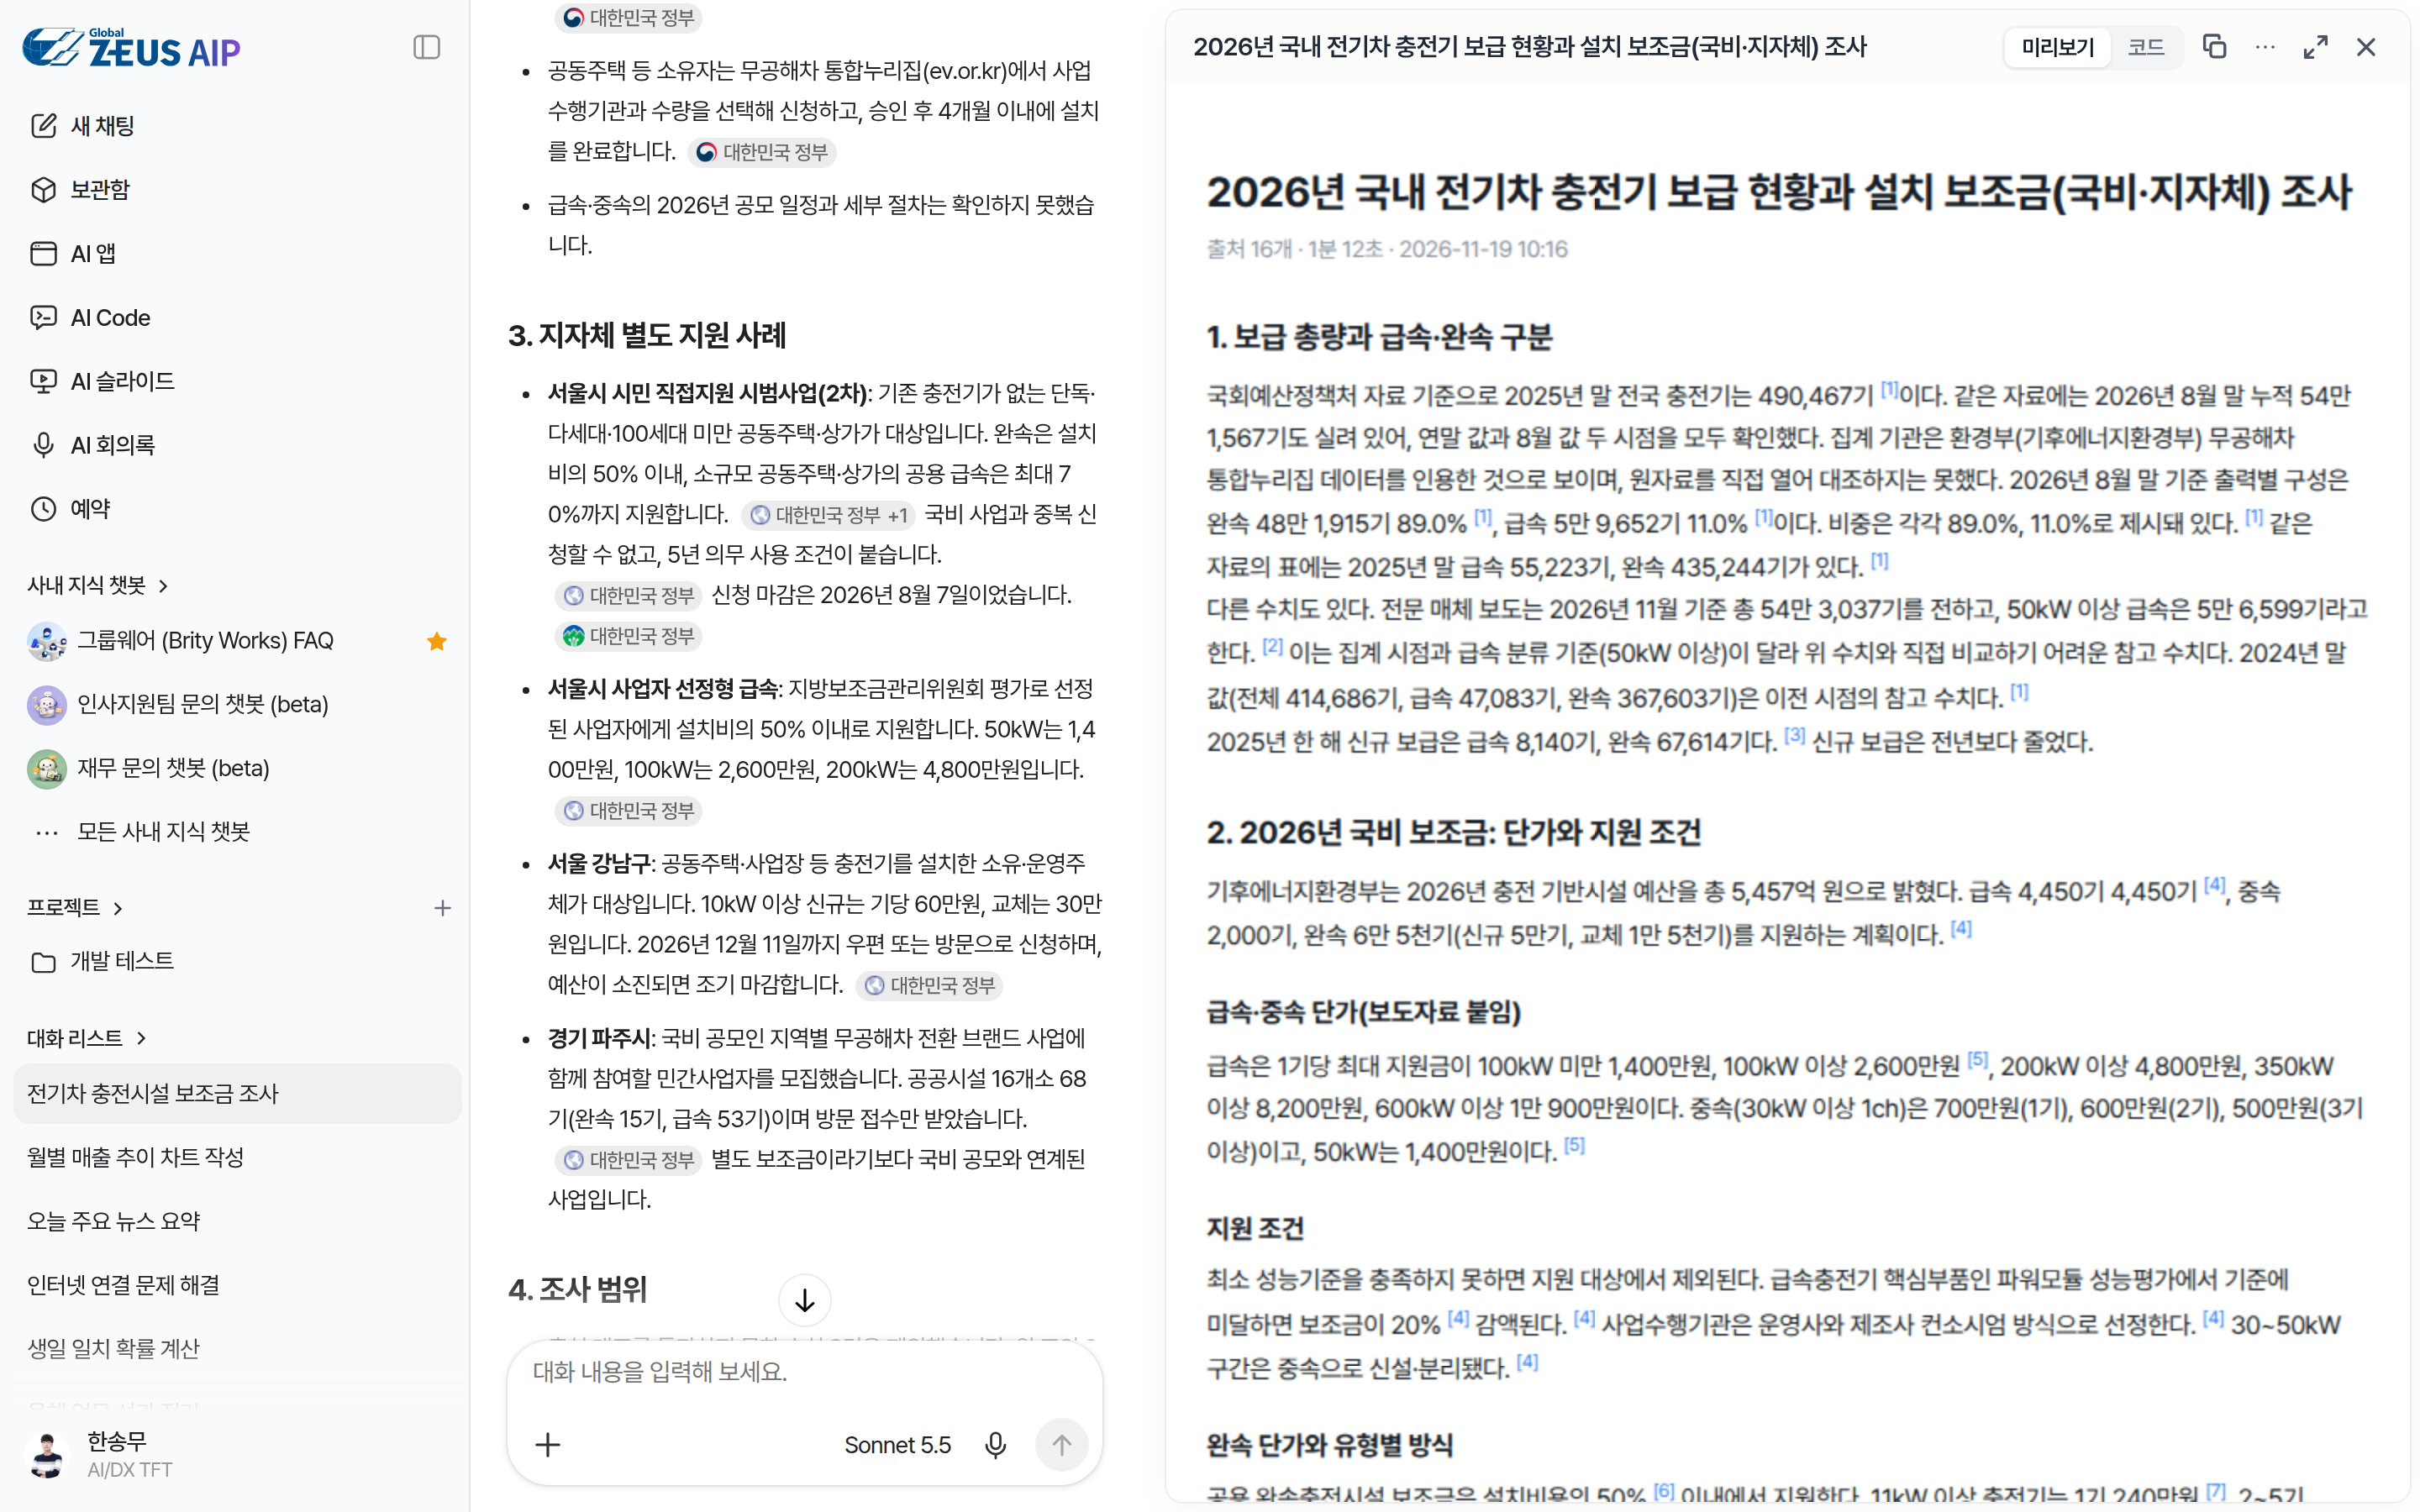 Global
ZEUS AIP
새 채팅
보관함
AI 앱
AI Code
AI 슬라이드
AI 회의록
예약
사내 지식 챗봇
그룹웨어 (Brity Works) FAQ
인사지원팀 문의 챗봇 (beta)
재무 문의 챗봇 (beta)
모든 사내 지식 챗봇
프로젝트
개발 테스트
대화 리스트
전기차 충전시설 보조금 조사
월별 매출 추이 차트 작성
오늘 주요 뉴스 요약
인터넷 연결 문제 해결
생일 일치 확률 계산
한송무
AI/DX TFT
대한민국 정부
공동주택 등 소유자는 무공해차 통합누리집(ev.or.kr)에서 사업
수행기관과 수량을 선택해 신청하고, 승인 후 4개월 이내에 설치
를 완료합니다. 대한민국 정부
급속·중속의 2026년 공모 일정과 세부 절차는 확인하지 못했습
니다.
3. 지자체 별도 지원 사례
서울시 시민 직접지원 시범사업(2차): 기존 충전기가 없는 단독·
다세대·100세대 미만 공동주택·상가가 대상입니다. 완속은 설치
비의 50% 이내, 소규모 공동주택·상가의 공용 급속은 최대 7
0%까지 지원합니다. 대한민국 정부 +1 국비 사업과 중복 신
청할 수 없고, 5년 의무 사용 조건이 붙습니다.
대한민국 정부 신청 마감은 2026년 8월 7일이었습니다.
대한민국 정부
서울시 사업자 선정형 급속: 지방보조금관리위원회 평가로 선정
된 사업자에게 설치비의 50% 이내로 지원합니다. 50kW는 1,4
00만원, 100kW는 2,600만원, 200kW는 4,800만원입니다.
대한민국 정부
서울 강남구: 공동주택·사업장 등 충전기를 설치한 소유·운영주
체가 대상입니다. 10kW 이상 신규는 기당 60만원, 교체는 30만
원입니다. 2026년 12월 11일까지 우편 또는 방문으로 신청하며,
예산이 소진되면 조기 마감합니다. 대한민국 정부
경기 파주시: 국비 공모인 지역별 무공해차 전환 브랜드 사업에
함께 참여할 민간사업자를 모집했습니다. 공공시설 16개소 68
기(완속 15기, 급속 53기)이며 방문 접수만 받았습니다.
대한민국 정부 별도 보조금이라기보다 국비 공모와 연계된
사업입니다.
4. 조사 범위
대화 내용을 입력해 보세요.
Sonnet 5.5
2026년 국내 전기차 충전기 보급 현황과 설치 보조금(국비·지자체) 조사
미리보기
코드
2026년 국내 전기차 충전기 보급 현황과 설치 보조금(국비·지자체) 조사
출처 16개 · 1분 12초 · 2026-11-19 10:16
1. 보급 총량과 급속·완속 구분
국회예산정책처 자료 기준으로 2025년 말 전국 충전기는 490,467기 [1]이다. 같은 자료에는 2026년 8월 말 누적 54만
1,567기도 실려 있어, 연말 값과 8월 값 두 시점을 모두 확인했다. 집계 기관은 환경부(기후에너지환경부) 무공해차
통합누리집 데이터를 인용한 것으로 보이며, 원자료를 직접 열어 대조하지는 못했다. 2026년 8월 말 기준 출력별 구성은
완속 48만 1,915기 89.0% [1], 급속 5만 9,652기 11.0% [1]이다. 비중은 각각 89.0%, 11.0%로 제시돼 있다. [1] 같은
자료의 표에는 2025년 말 급속 55,223기, 완속 435,244기가 있다. [1]
다른 수치도 있다. 전문 매체 보도는 2026년 11월 기준 총 54만 3,037기를 전하고, 50kW 이상 급속은 5만 6,599기라고
한다. [2] 이는 집계 시점과 급속 분류 기준(50kW 이상)이 달라 위 수치와 직접 비교하기 어려운 참고 수치다. 2024년 말
값(전체 414,686기, 급속 47,083기, 완속 367,603기)은 이전 시점의 참고 수치다. [1]
2025년 한 해 신규 보급은 급속 8,140기, 완속 67,614기다. [3] 신규 보급은 전년보다 줄었다.
2. 2026년 국비 보조금: 단가와 지원 조건
기후에너지환경부는 2026년 충전 기반시설 예산을 총 5,457억 원으로 밝혔다. 급속 4,450기 4,450기 [4], 중속
2,000기, 완속 6만 5천기(신규 5만기, 교체 1만 5천기)를 지원하는 계획이다. [4]
급속·중속 단가(보도자료 붙임)
급속은 1기당 최대 지원금이 100kW 미만 1,400만원, 100kW 이상 2,600만원 [5], 200kW 이상 4,800만원, 350kW
이상 8,200만원, 600kW 이상 1만 900만원이다. 중속(30kW 이상 1ch)은 700만원(1기), 600만원(2기), 500만원(3기
이상)이고, 50kW는 1,400만원이다. [5]
지원 조건
최소 성능기준을 충족하지 못하면 지원 대상에서 제외된다. 급속충전기 핵심부품인 파워모듈 성능평가에서 기준에
미달하면 보조금이 20% [4] 감액된다. [4] 사업수행기관은 운영사와 제조사 컨소시엄 방식으로 선정한다. [4] 30~50kW
구간은 중속으로 신설·분리됐다. [4]
완속 단가와 유형별 방식
공용 완속충전시설 보조금은 설치비용의 50% [6] 이내에서 지원한다. 11kW 이상 충전기는 1기 240만원 [7], 2~5기